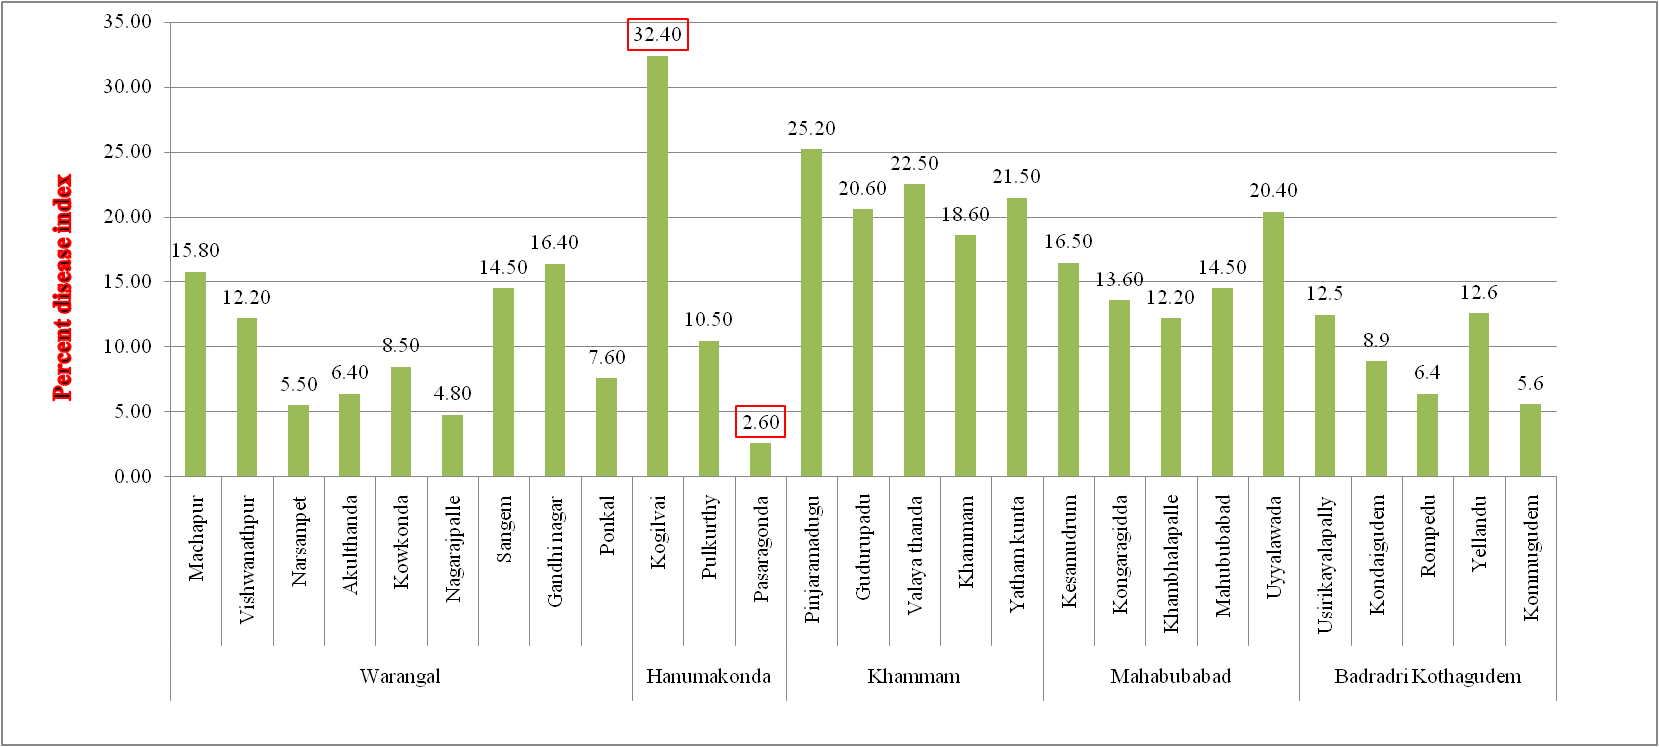 Percent disease index
35.00
30.00
25.00
20.00
15.00
10.00
5.00
0.00
15.80
12.20
5.50
6.40
8.50
4.80
14.50
16.40
7.60
32.40
10.50
2.60
25.20
20.60
22.50
18.60
21.50
16.50
13.60
12.20
14.50
20.40
12.5
8.9
6.4
12.6
5.6
Machapur
Vishwanathpur
Narsampet
Akulthanda
Kowkonda
Nagarajpalle
Sangem
Gandhi nagar
Ponkal
Kogilvai
Pulkurthy
Pasaragonda
Pinjaramadugu
Gudurupadu
Valaya thanda
Khammam
Yatham kunta
Kesamudrum
Kongaragidda
Khambhalapalle
Mahububabad
Uyyalawada
Usirikayalapally
Kondaigudem
Rompedu
Yellandu
Kommugudem
Warangal
Hanumakonda
Khammam
Mahabubabad
Badradri Kothagudem